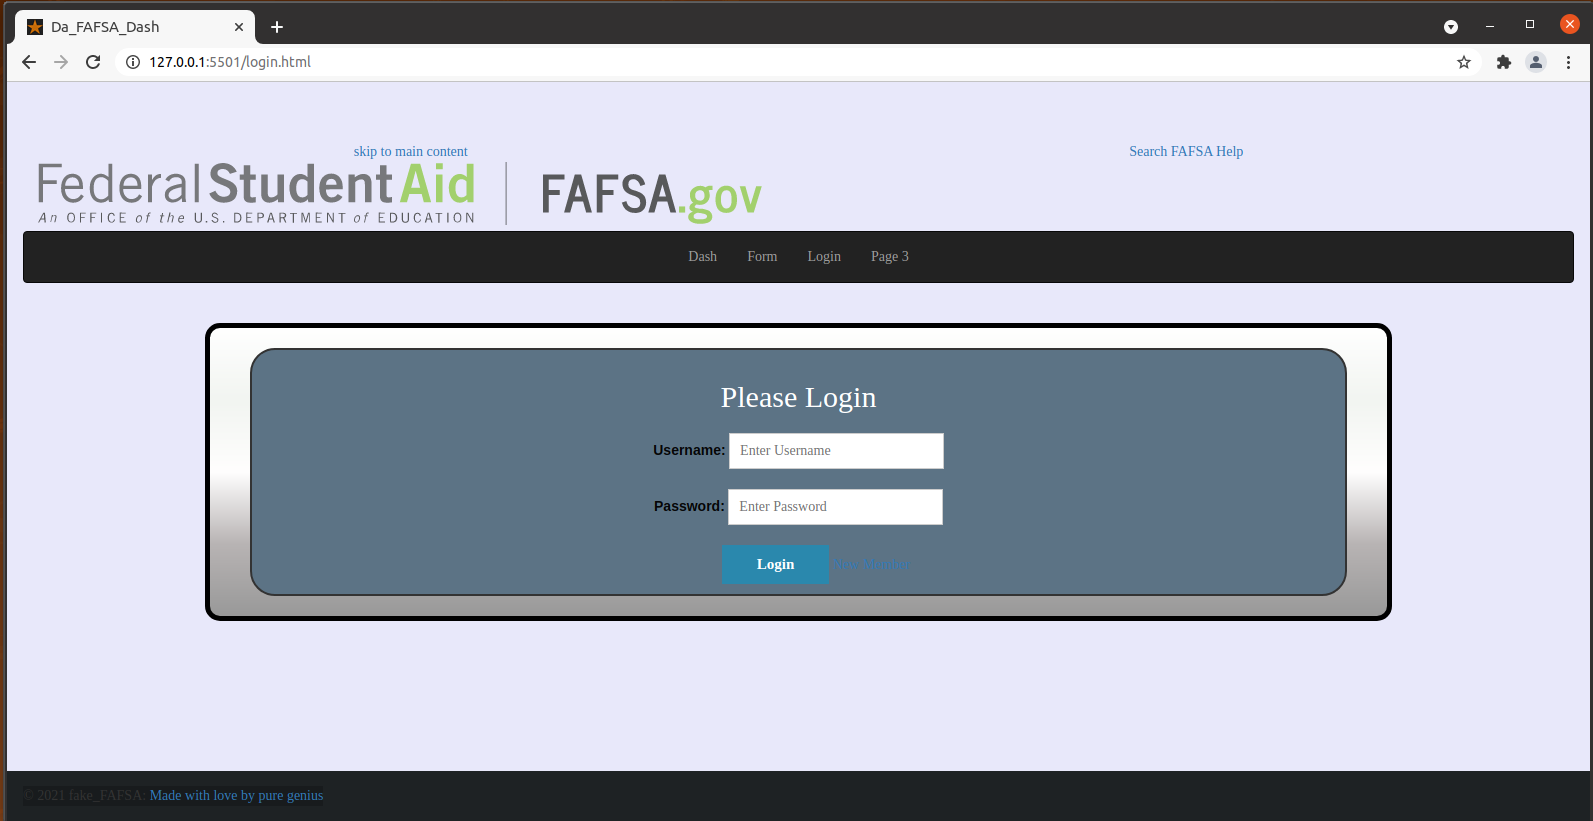 Da_FAFSA_Dash
127.0.0.1:5501/login.html
skip to main content
Search FAFSA Help
Federal Student Aid
An OFFICE of the U.S. DEPARTMENT of EDUCATION
FAFSA.gov
Dash Form Login Page 3
Please Login
Username: Enter Username
Password: Enter Password
Login New Member
© 2021 fake_FAFSA: Made with love by pure genius